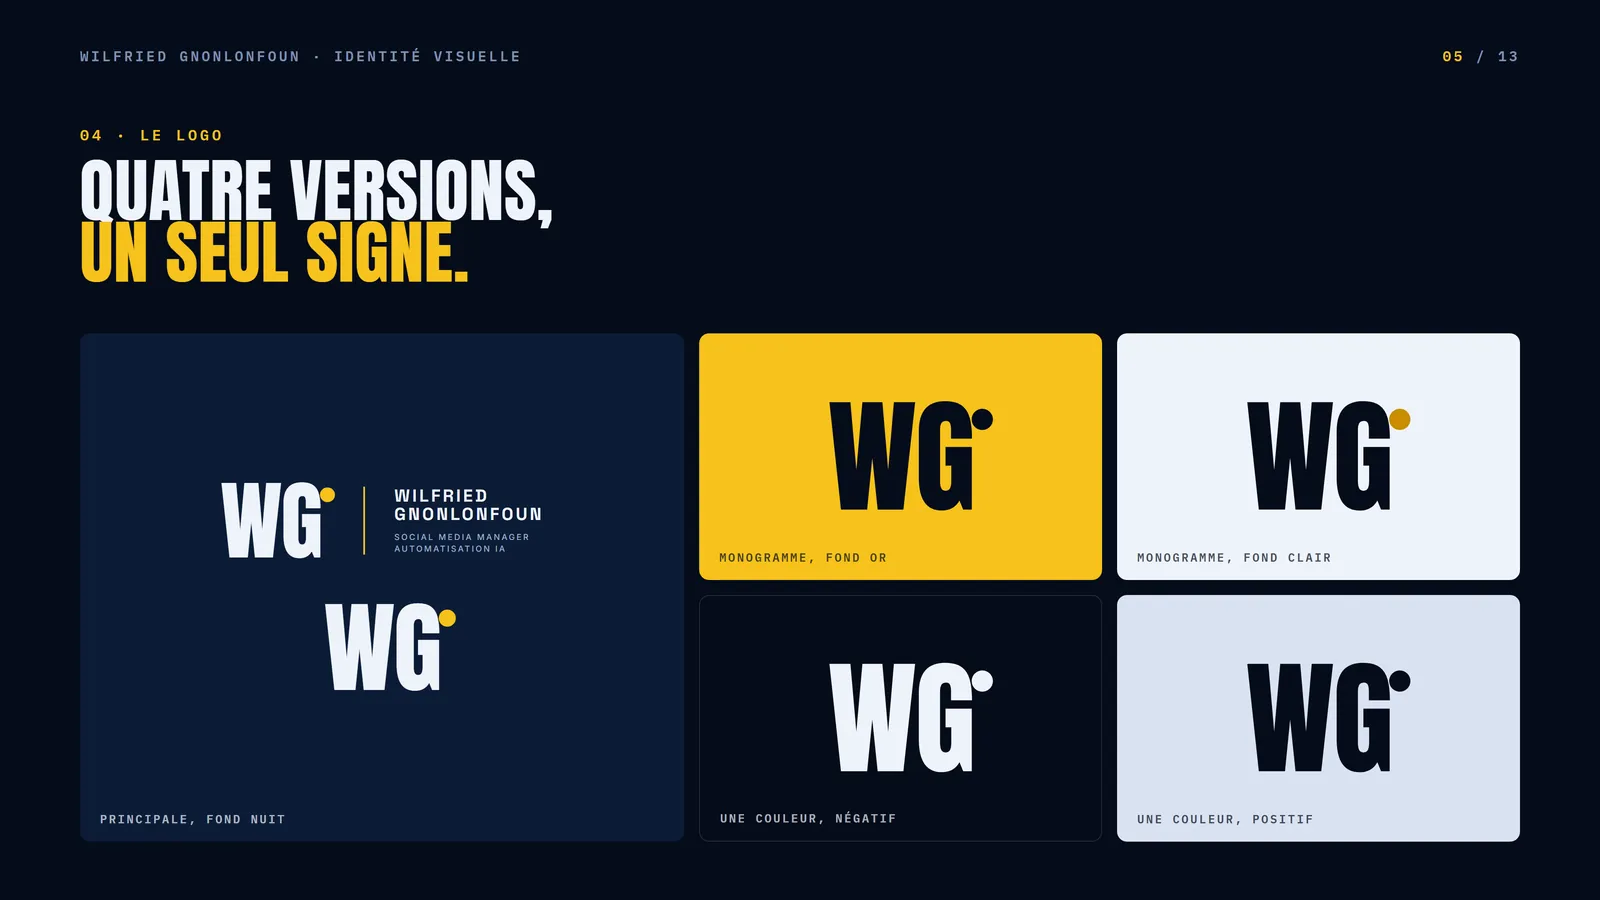 WILFRIED GNONLONFOUN · IDENTITÉ VISUELLE
05 / 13
04 · LE LOGO
QUATRE VERSIONS,
UN SEUL SIGNE.
WG
WILFRIED
GNONLONFOUN
SOCIAL MEDIA MANAGER
AUTOMATISATION IA
WG
PRINCIPALE, FOND NUIT
WG
MONOGRAMME, FOND OR
WG
MONOGRAMME, FOND CLAIR
WG
UNE COULEUR, NÉGATIF
WG
UNE COULEUR, POSITIF